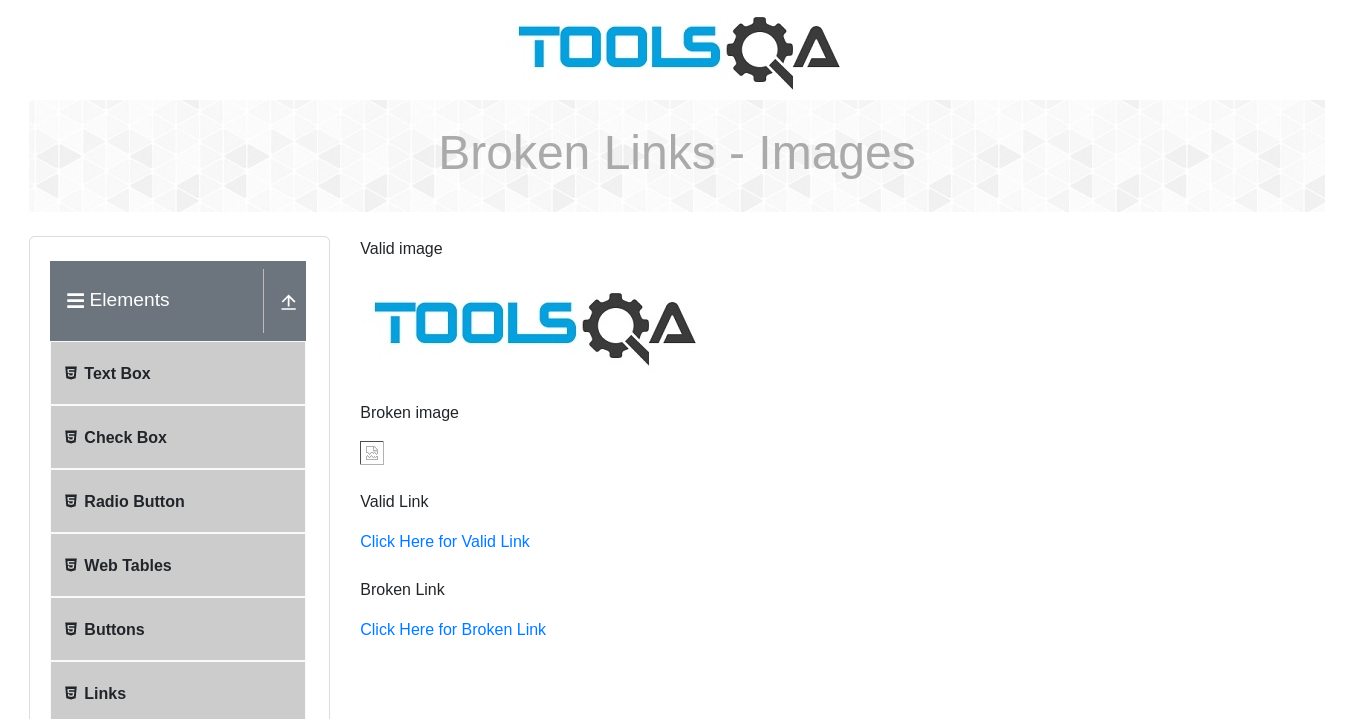 TOOLSQA
Broken Links - Images
Elements
Text Box
Check Box
Radio Button
Web Tables
Buttons
Links
Valid image
TOOLSQA
Broken image
Valid Link
Click Here for Valid Link
Broken Link
Click Here for Broken Link